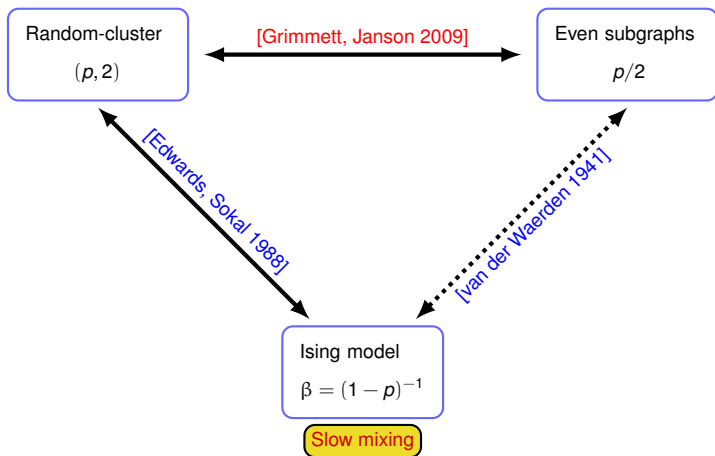 Random-cluster
(p, 2)
[Grimmett, Janson 2009]
Even subgraphs
p/2
[Edwards, Sokal 1988]
[van der Waerden 1941]
Ising model
β = (1 − p)⁻¹
Slow mixing